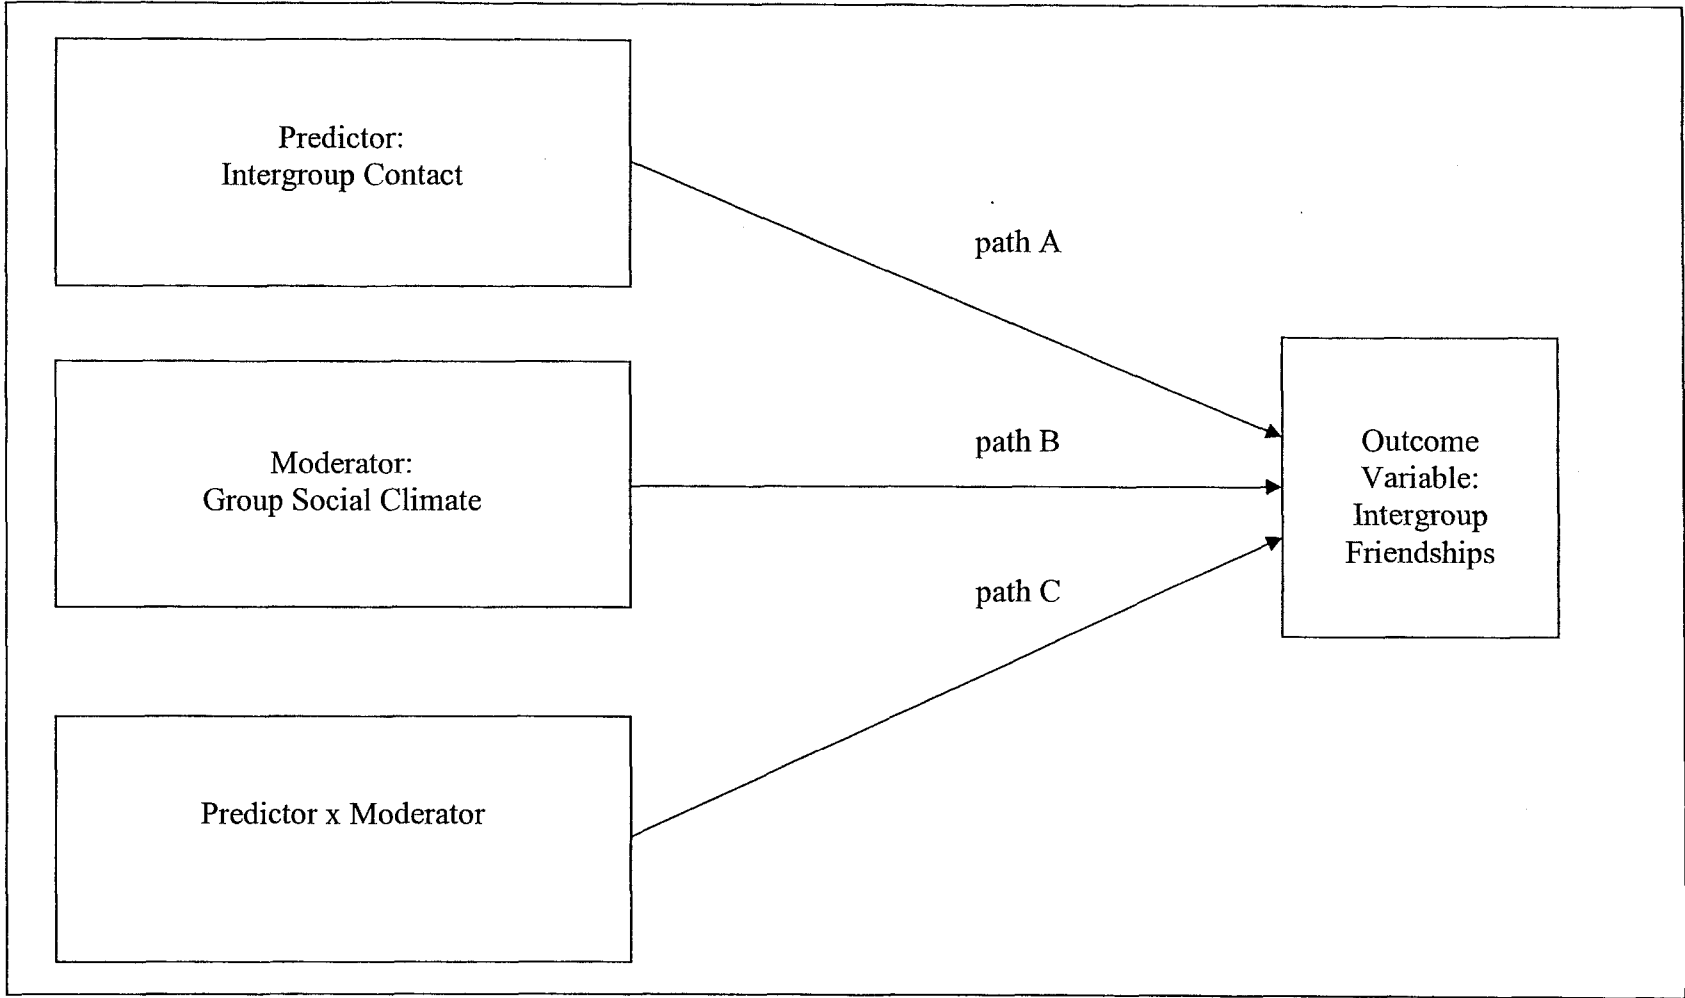 Predictor:
Intergroup Contact
path A
Moderator:
Group Social Climate
path B
Outcome
Variable:
Intergroup
Friendships
path C
Predictor x Moderator